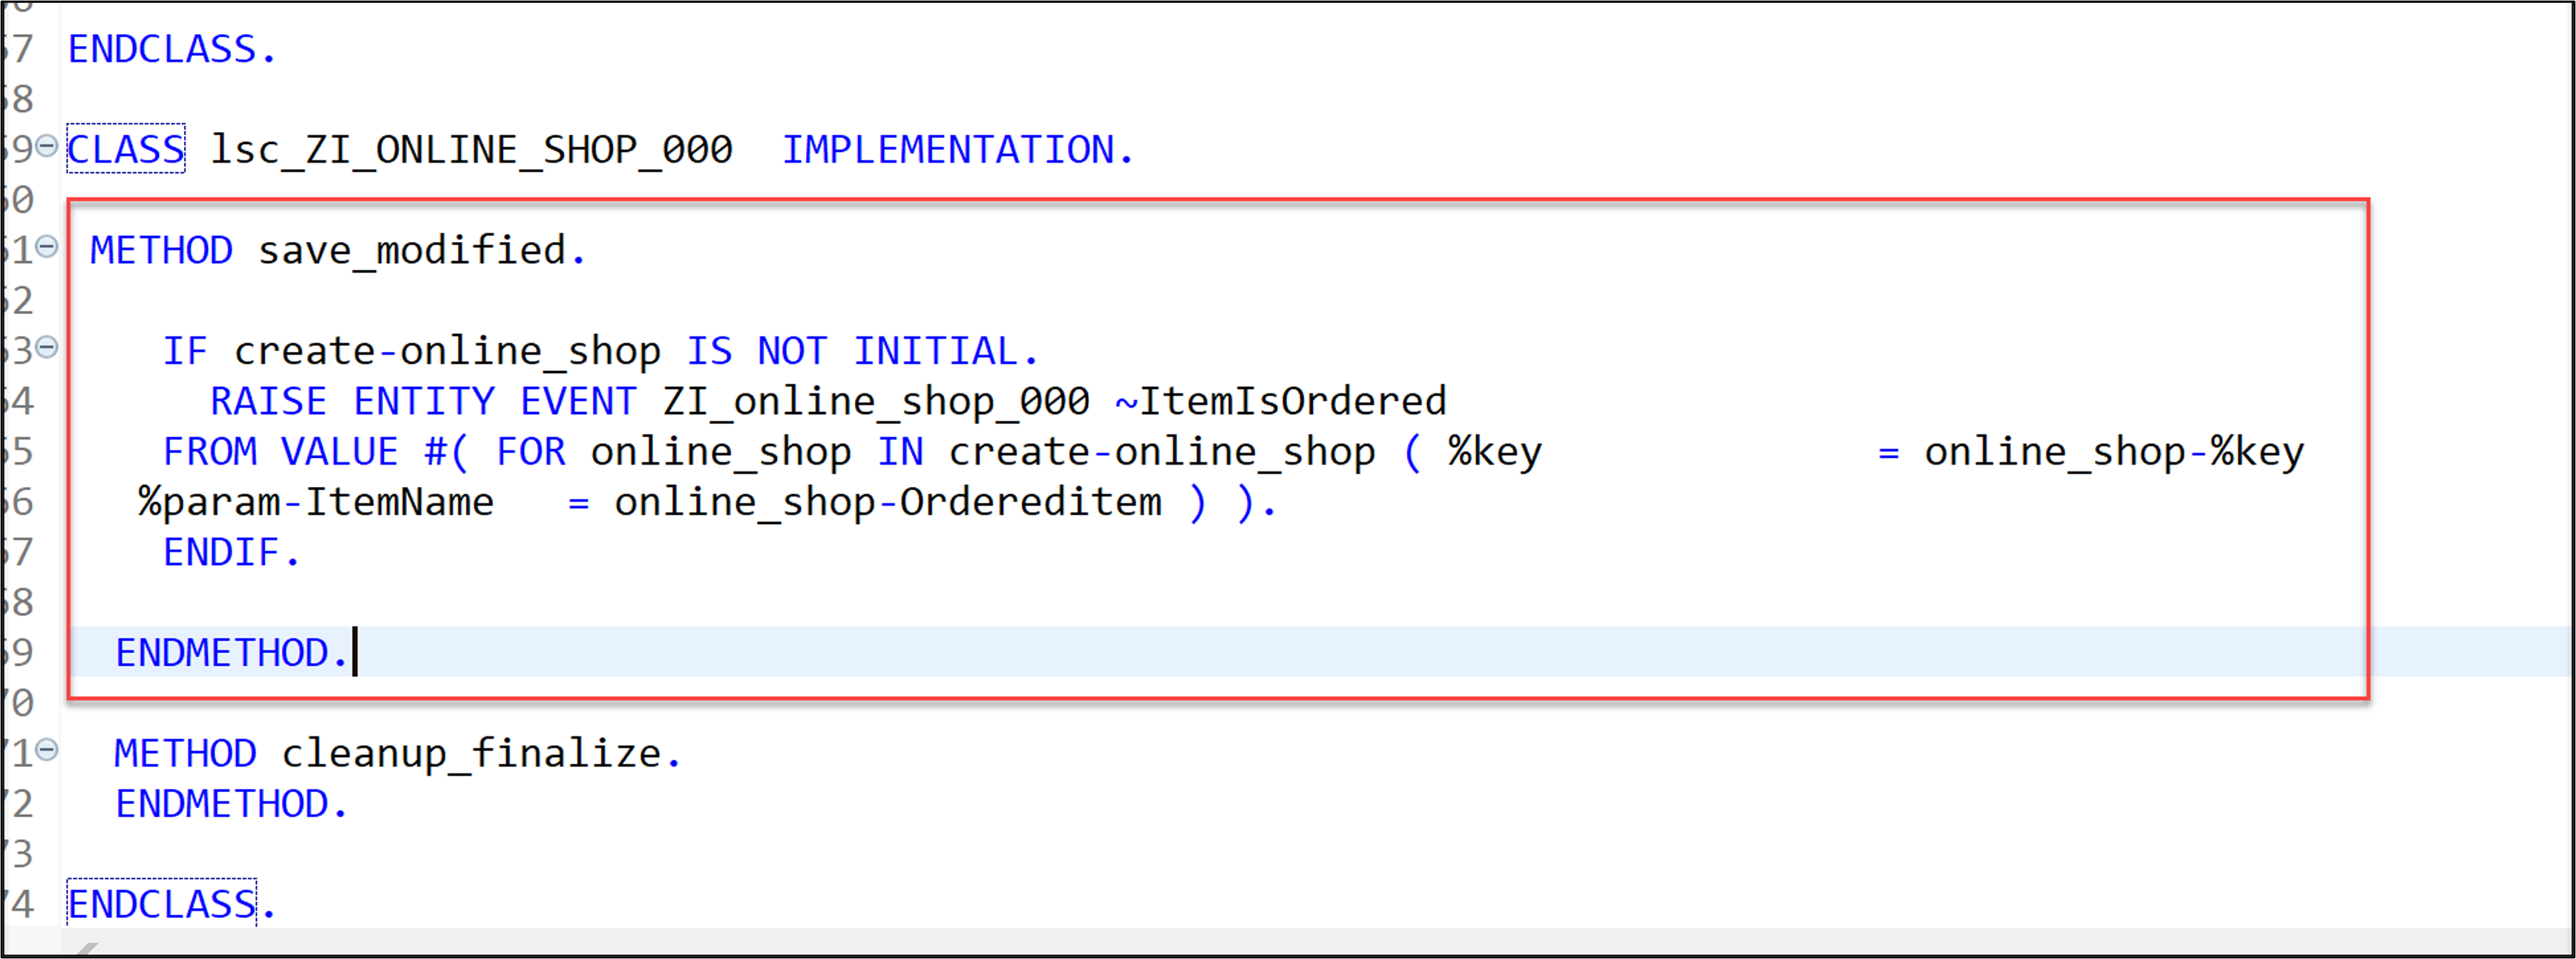 57 ENDCLASS.
58
59 CLASS lsc_ZI_ONLINE_SHOP_000  IMPLEMENTATION.
60
61 METHOD save_modified.
62
63 IF create-online_shop IS NOT INITIAL.
64 RAISE ENTITY EVENT ZI_online_shop_000 ~ItemIsOrdered
65 FROM VALUE #( FOR online_shop IN create-online_shop ( %key              = online_shop-%key
66 %param-ItemName   = online_shop-Ordereditem ) ).
67 ENDIF.
68
69 ENDMETHOD.
70
71 METHOD cleanup_finalize.
72 ENDMETHOD.
73
74 ENDCLASS.